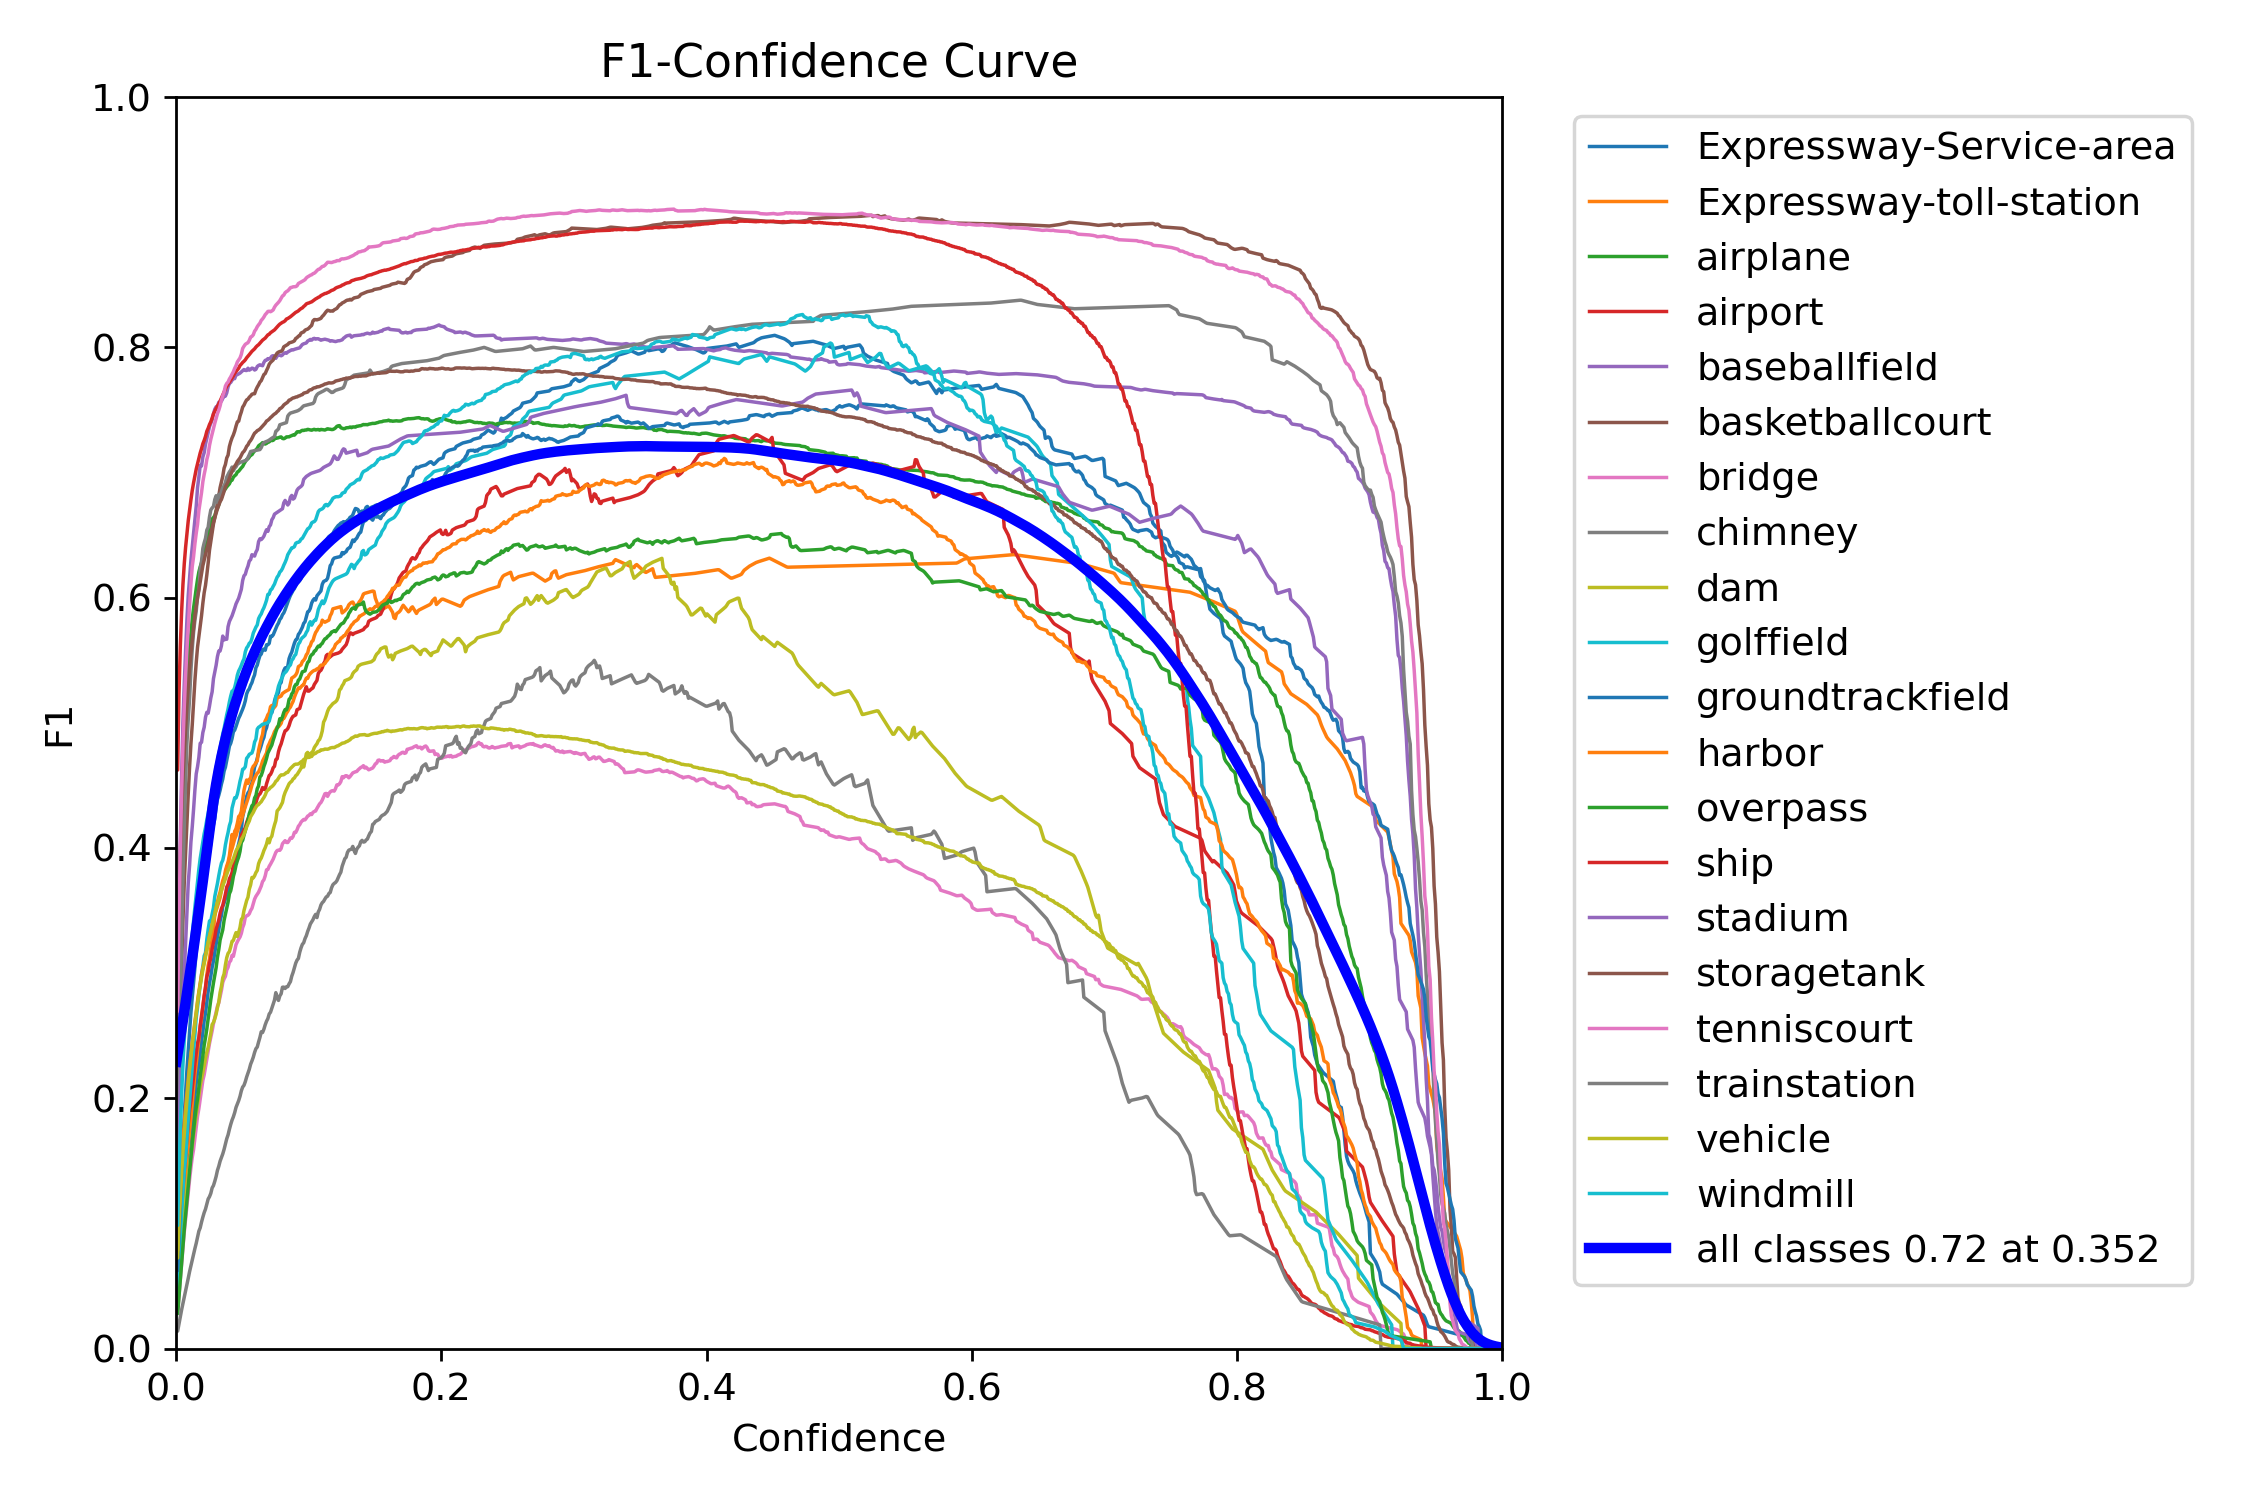 F1-Confidence Curve
1.0
0.8
0.6
0.4
0.2
0.0
F1
0.0 0.2 0.4 0.6 0.8 1.0
Confidence
Expressway-Service-area
Expressway-toll-station
airplane
airport
baseballfield
basketballcourt
bridge
chimney
dam
golffield
groundtrackfield
harbor
overpass
ship
stadium
storagetank
tenniscourt
trainstation
vehicle
windmill
all classes 0.72 at 0.352